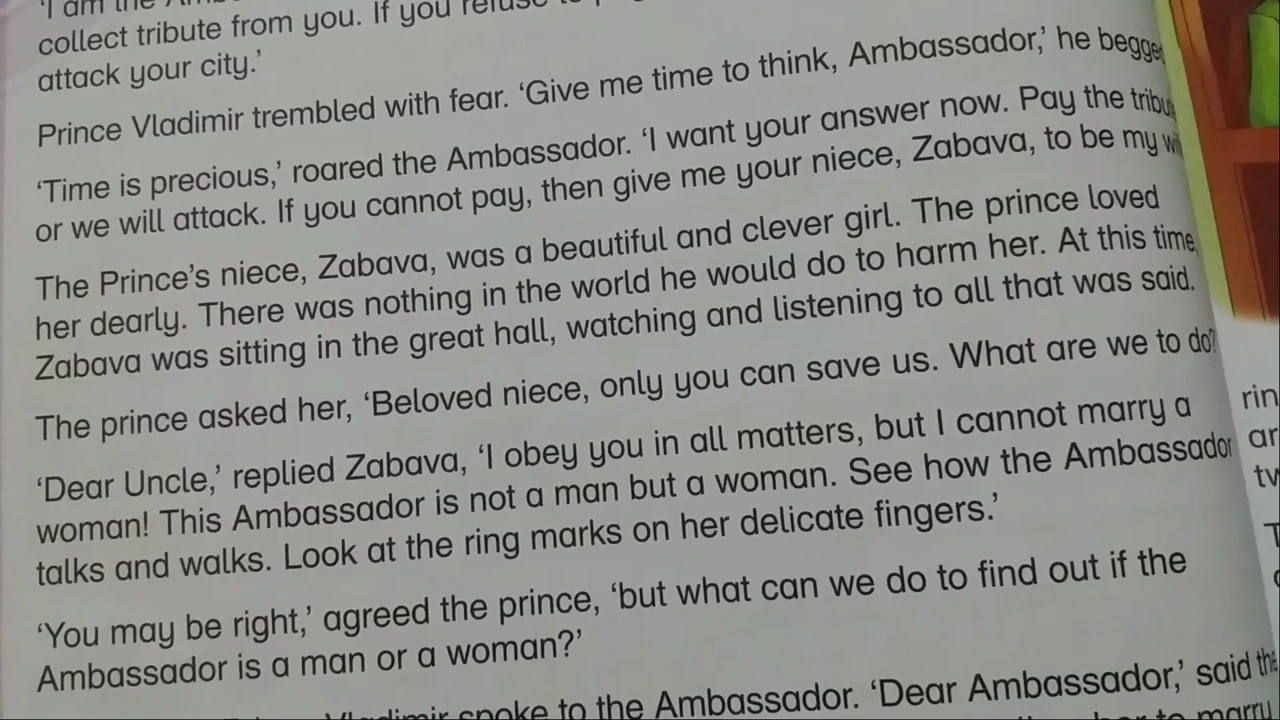 'I am the
collect tribute from you. If you refuse to
attack your city.'
Prince Vladimir trembled with fear. 'Give me time to think, Ambassador,' he begge
'Time is precious,' roared the Ambassador. 'I want your answer now. Pay the tribu
or we will attack. If you cannot pay, then give me your niece, Zabava, to be my wi
The Prince's niece, Zabava, was a beautiful and clever girl. The prince loved
her dearly. There was nothing in the world he would do to harm her. At this time,
Zabava was sitting in the great hall, watching and listening to all that was said.
The prince asked her, 'Beloved niece, only you can save us. What are we to do?
'Dear Uncle,' replied Zabava, 'I obey you in all matters, but I cannot marry a
woman! This Ambassador is not a man but a woman. See how the Ambassador
talks and walks. Look at the ring marks on her delicate fingers.'
'You may be right,' agreed the prince, 'but what can we do to find out if the
Ambassador is a man or a woman?'
Vladimir spoke to the Ambassador. 'Dear Ambassador,' said the
to marry
rin
ar
tw